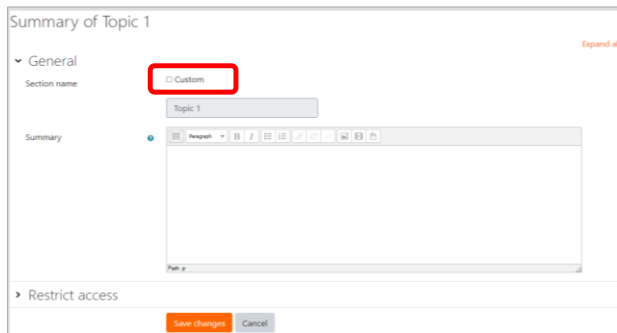 Summary of Topic 1
Expand al
General
Section name
Custom
Topic 1
Summary
Paragraph
B I
Path: p
Restrict access
Save changes Cancel